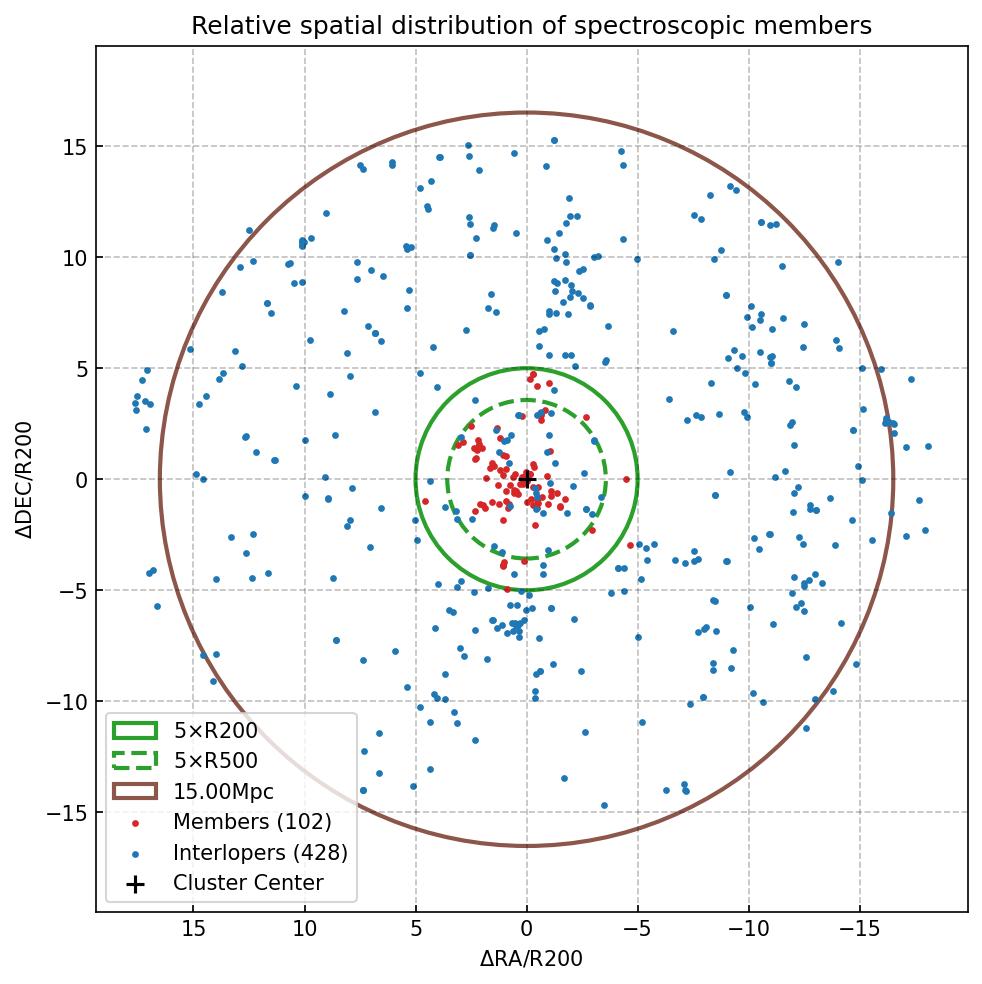 Relative spatial distribution of spectroscopic members
15
10
5
0
−5
−10
−15
ΔDEC/R200
5×R200
5×R500
15.00Mpc
Members (102)
Interlopers (428)
Cluster Center
15 10 5 0 −5 −10 −15
ΔRA/R200